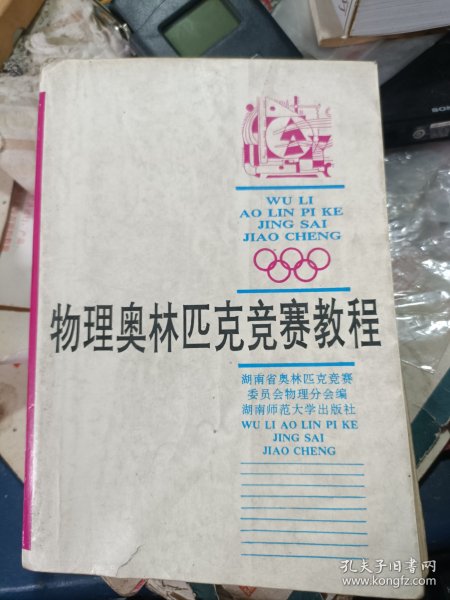 WU LI
AO LIN PI KE
JING SAI
JIAO CHENG
物理奥林匹克竞赛教程
湖南省奥林匹克竞赛
委员会物理分会编
湖南师范大学出版社
WU LI AO LIN PI KE
JING SAI
JIAO CHENG
孔夫子旧书网
www.kongfz.com